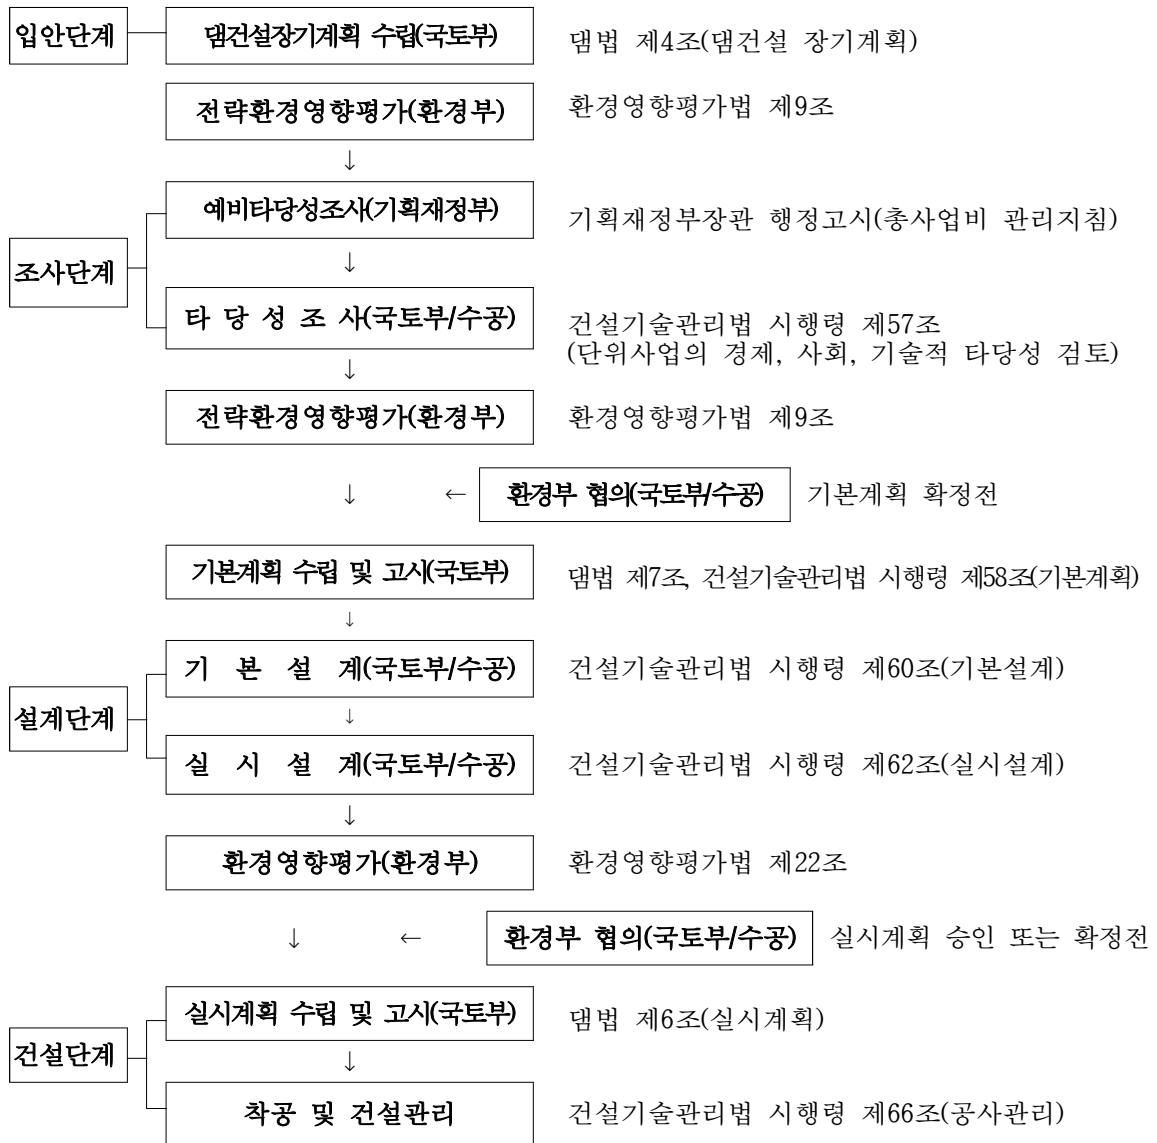 입안단계 댐건설장기계획 수립(국토부) 댐법 제4조(댐건설 장기계획)
전략환경영향평가(환경부) 환경영향평가법 제9조
↓
예비타당성조사(기획재정부) 기획재정부장관 행정고시(총사업비 관리지침)
조사단계 ↓
타 당 성 조 사(국토부/수공) 건설기술관리법 시행령 제57조
(단위사업의 경제, 사회, 기술적 타당성 검토)
↓
전략환경영향평가(환경부) 환경영향평가법 제9조
↓ ← 환경부 협의(국토부/수공) 기본계획 확정전
기본계획 수립 및 고시(국토부) 댐법 제7조, 건설기술관리법 시행령 제58조(기본계획)
↓
기 본 설 계(국토부/수공) 건설기술관리법 시행령 제60조(기본설계)
설계단계 ↓
실 시 설 계(국토부/수공) 건설기술관리법 시행령 제62조(실시설계)
↓
환경영향평가(환경부) 환경영향평가법 제22조
↓ ← 환경부 협의(국토부/수공) 실시계획 승인 또는 확정전
실시계획 수립 및 고시(국토부) 댐법 제6조(실시계획)
건설단계 ↓
착공 및 건설관리 건설기술관리법 시행령 제66조(공사관리)